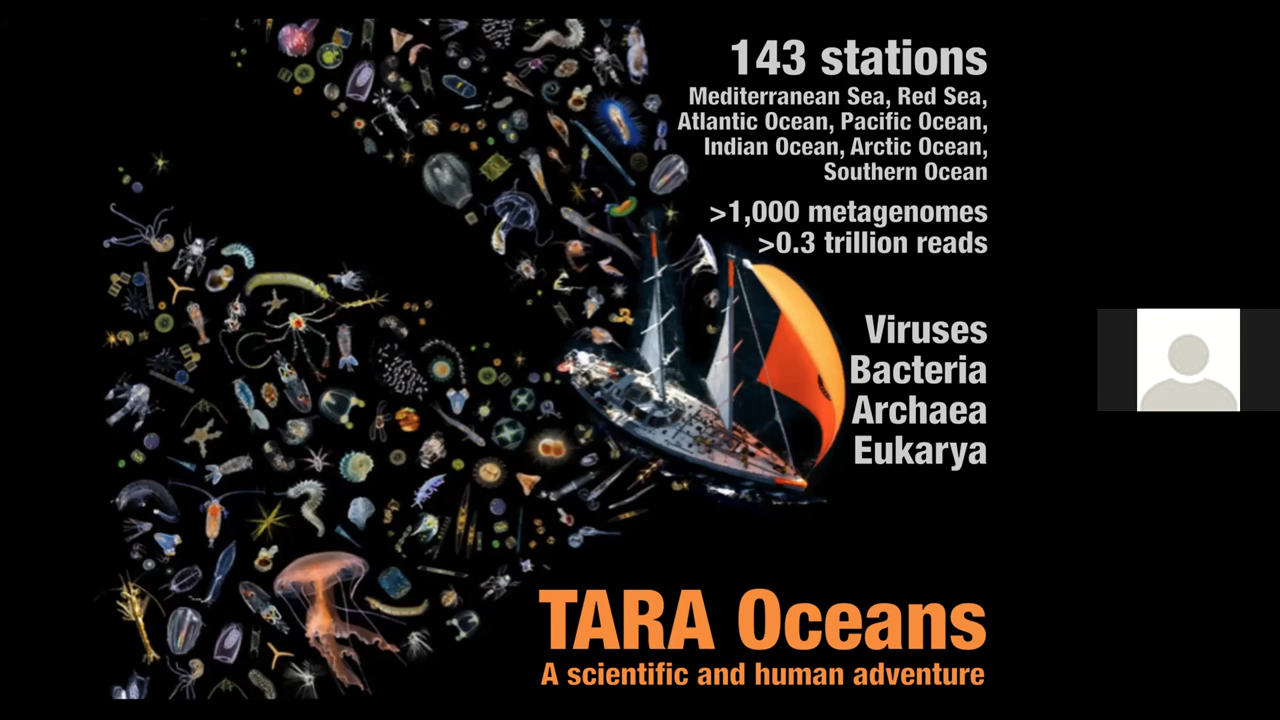 143 stations
Mediterranean Sea, Red Sea,
Atlantic Ocean, Pacific Ocean,
Indian Ocean, Arctic Ocean,
Southern Ocean
>1,000 metagenomes
>0.3 trillion reads
Viruses
Bacteria
Archaea
Eukarya
TARA Oceans
A scientific and human adventure